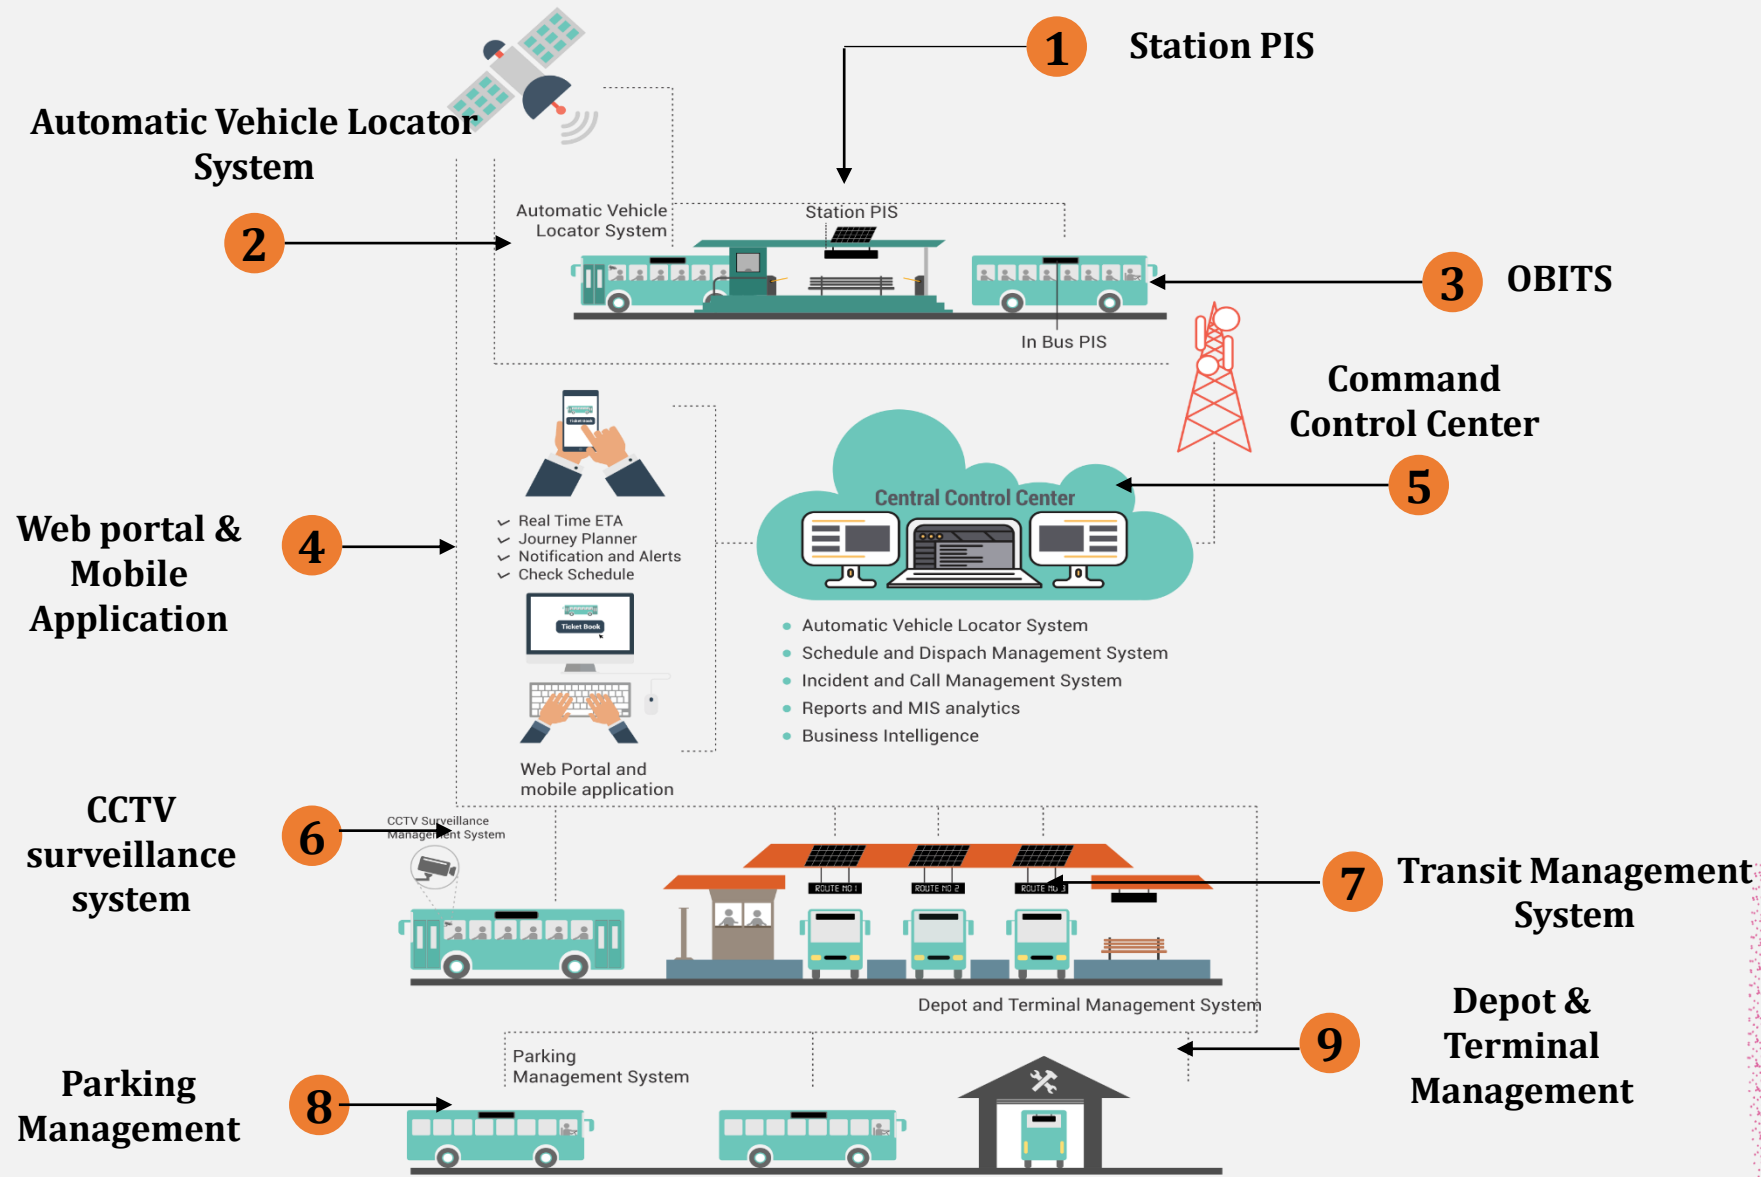 1
Station PIS
Automatic Vehicle Locator
System
2
Automatic Vehicle
Locator System
Station PIS
3
OBITS
In Bus PIS
Command
Control Center
5
Central Control Center
Ticket Book
Real Time ETA
Journey Planner
Notification and Alerts
Check Schedule
Web portal &
Mobile
Application
4
Ticket Book
Automatic Vehicle Locator System
Schedule and Dispach Management System
Incident and Call Management System
Reports and MIS analytics
Business Intelligence
Web Portal and
mobile application
CCTV
surveillance
system
6
CCTV Surveillance
Management System
ROUTE NO 1
ROUTE NO 2
ROUTE NO 3
7
Transit Management
System
Depot and Terminal Management System
Depot &
Terminal
Management
9
Parking
Management System
Parking
Management
8